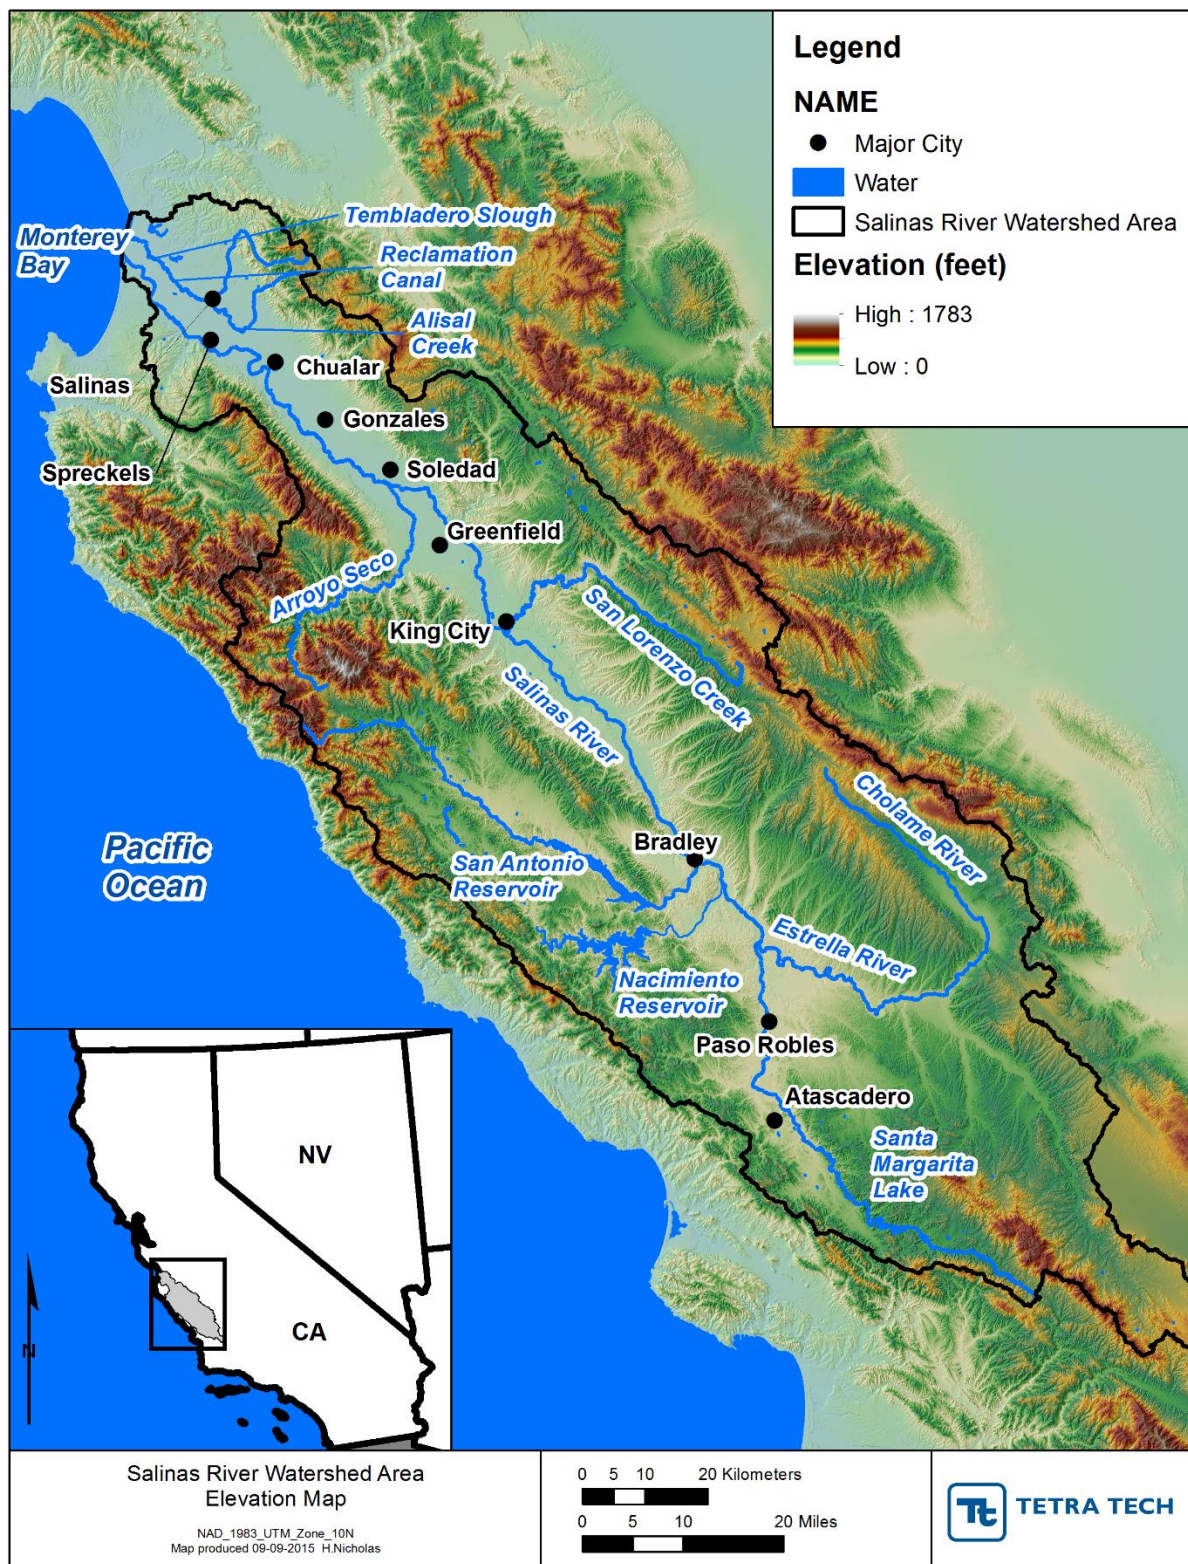 Legend
NAME
Major City
Water
Salinas River Watershed Area
Elevation (feet)
High : 1783
Low : 0
Monterey
Bay
Tembladero Slough
Reclamation
Canal
Alisal
Creek
Chualar
Salinas
Gonzales
Spreckels
Soledad
Greenfield
Arroyo Seco
King City
San Lorenzo Creek
Salinas River
Cholame River
Pacific
Ocean
Bradley
San Antonio
Reservoir
Estrella River
Nacimiento
Reservoir
Paso Robles
Atascadero
Santa
Margarita
Lake
NV
CA
N
Salinas River Watershed Area
Elevation Map
NAD_1983_UTM_Zone_10N
Map produced 09-09-2015 H.Nicholas
0 5 10 20 Kilometers
0 5 10 20 Miles
Tt
TETRA TECH